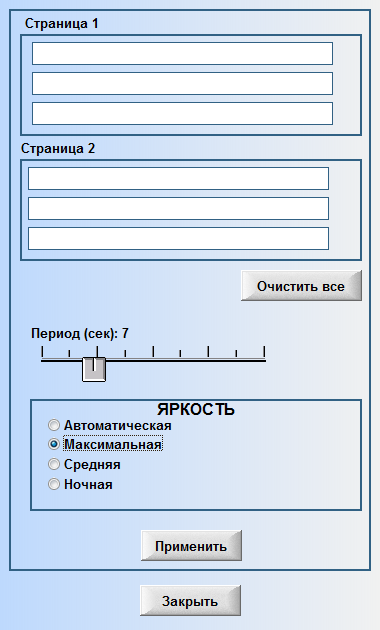 Страница 1
Страница 2
Очистить все
Период (сек): 7
ЯРКОСТЬ
Автоматическая
Максимальная
Средняя
Ночная
Применить
Закрыть